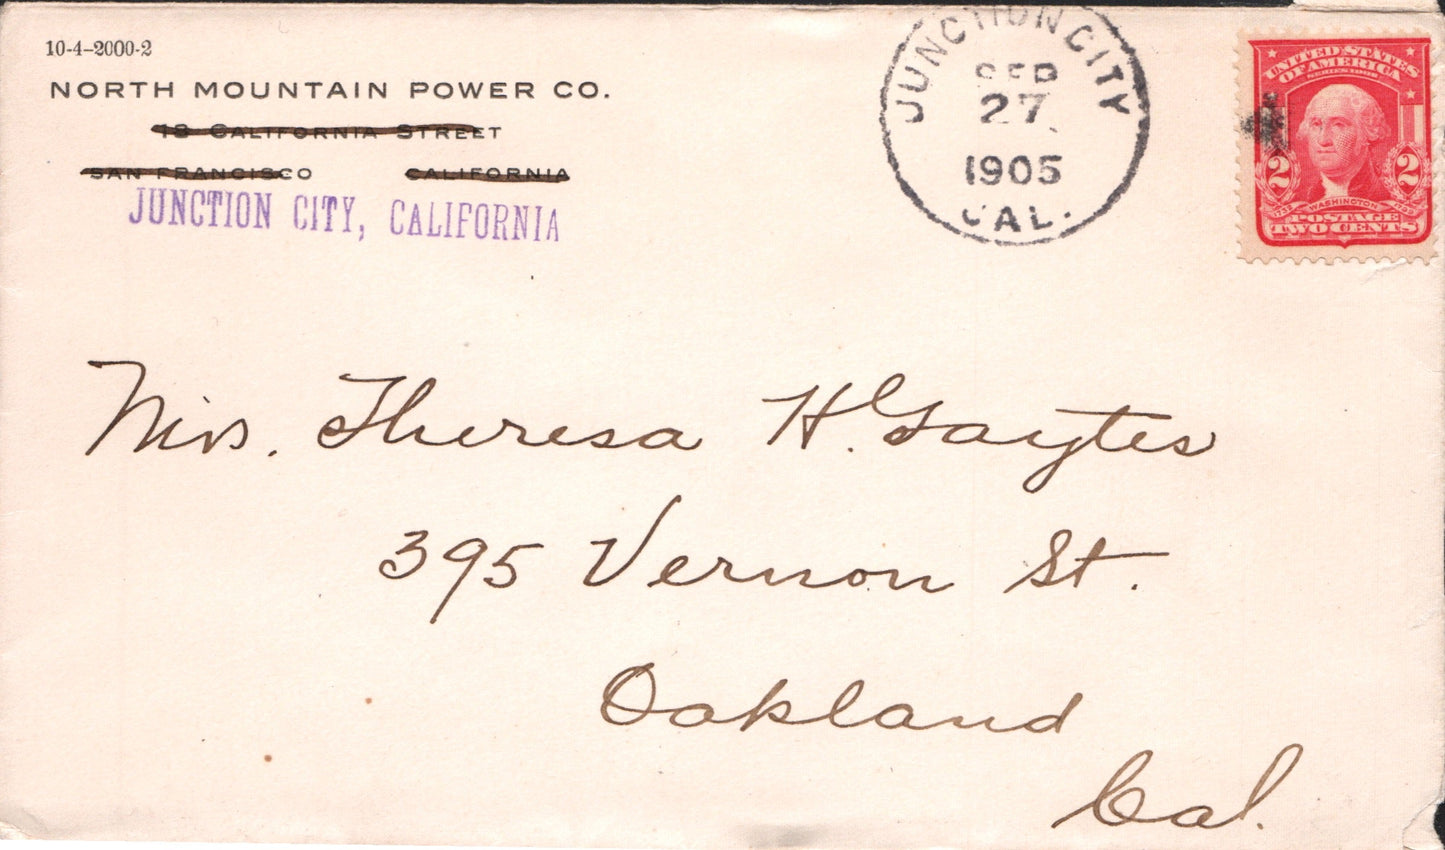 10-4-2000-2
NORTH MOUNTAIN POWER CO.
CALIFORNIA STREET
SAN FRANCISCO CALIFORNIA
JUNCTION CITY, CALIFORNIA
JUNCTION CITY
SEP
27
1905
CAL.
UNITED STATES
OF AMERICA
SERIES 1902
2 2
WASHINGTON
POSTAGE
TWO CENTS
Mrs. Theresa H. Gaytes
395 Vernon St.
Oakland
Cal.